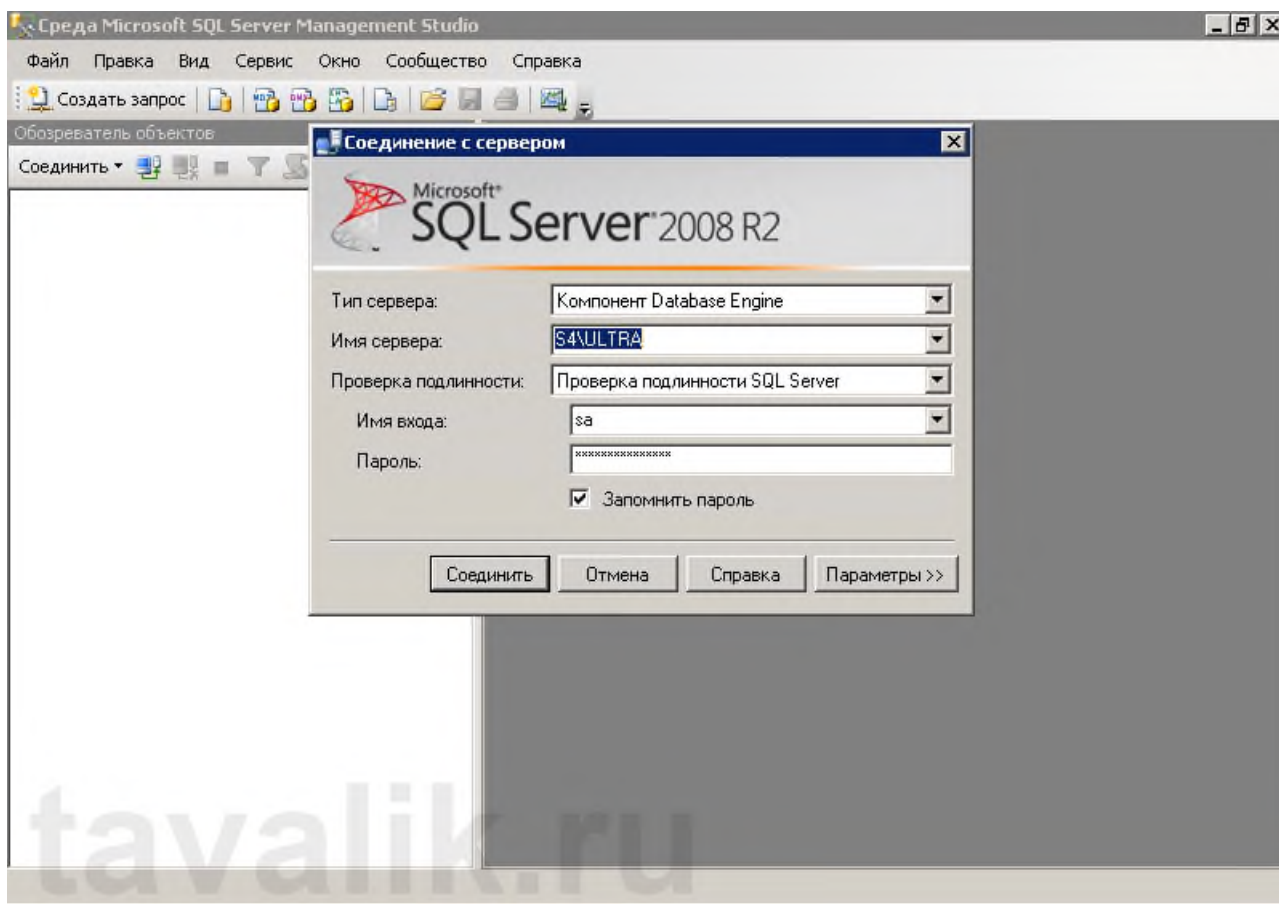 Среда Microsoft SQL Server Management Studio
Файл Правка Вид Сервис Окно Сообщество Справка
Создать запрос
Обозреватель объектов
Соединить
Соединение с сервером
Microsoft®
SQL Server® 2008 R2
Тип сервера: Компонент Database Engine
Имя сервера: S4\ULTRA
Проверка подлинности: Проверка подлинности SQL Server
Имя входа: sa
Пароль: ***************
Запомнить пароль
Соединить Отмена Справка Параметры >>
tavalik.ru